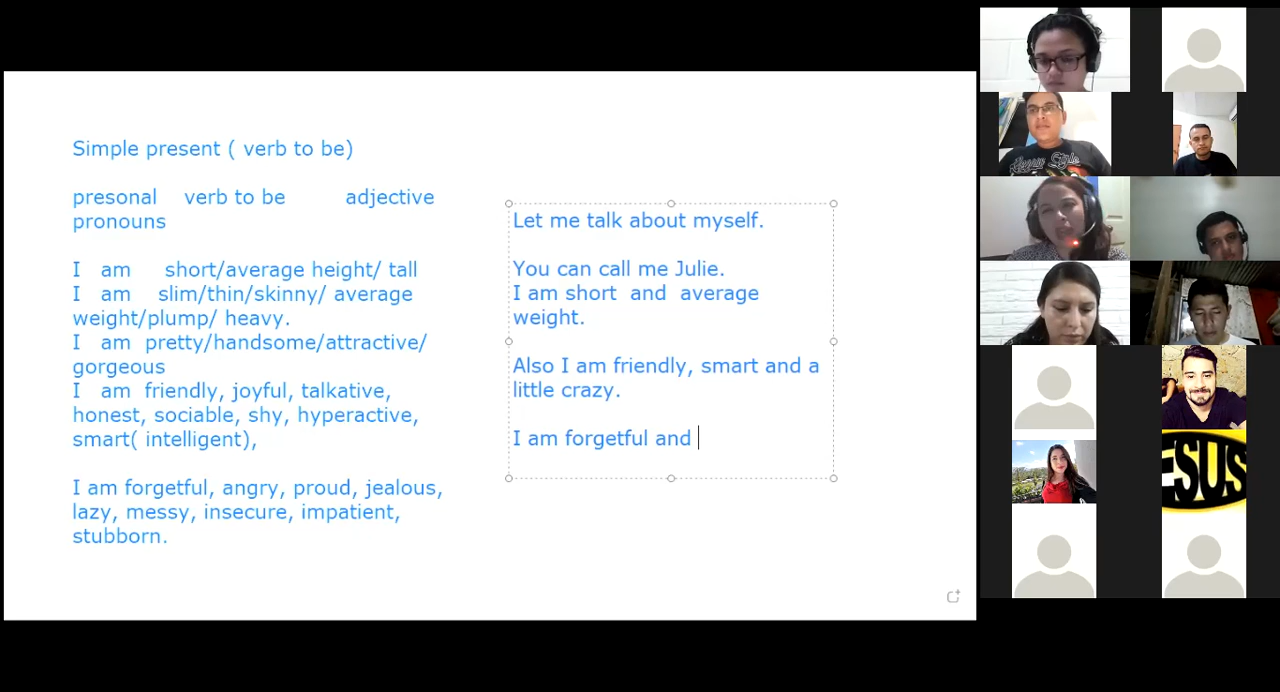 Simple present ( verb to be)
presonal verb to be adjective
pronouns
I am short/average height/ tall
I am slim/thin/skinny/ average
weight/plump/ heavy.
I am pretty/handsome/attractive/
gorgeous
I am friendly, joyful, talkative,
honest, sociable, shy, hyperactive,
smart( intelligent),
I am forgetful, angry, proud, jealous,
lazy, messy, insecure, impatient,
stubborn.
Let me talk about myself.
You can call me Julie.
I am short and average
weight.
Also I am friendly, smart and a
little crazy.
I am forgetful and
Style
ESUS